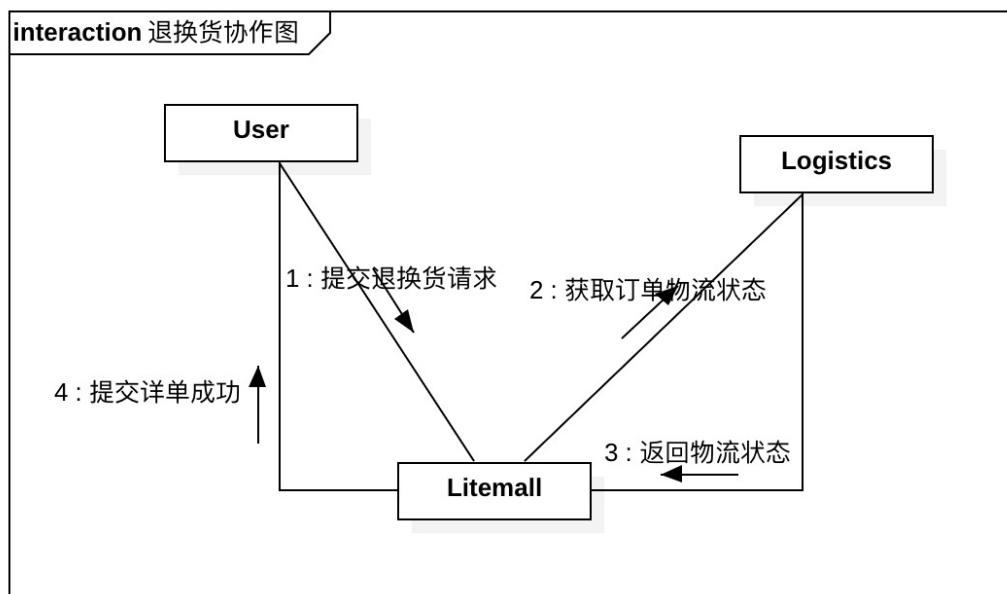 interaction 退换货协作图
User
Logistics
1 : 提交退换货请求
2 : 获取订单物流状态
4 : 提交详单成功
3 : 返回物流状态
Litemall